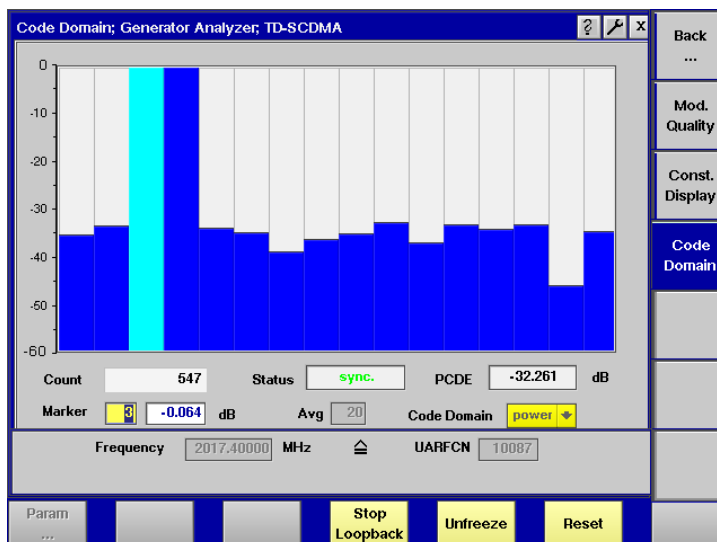 Code Domain; Generator Analyzer; TD-SCDMA ? x
Back
...
Mod.
Quality
Const.
Display
Code
Domain
0
-10
-20
-30
-40
-50
-60
Count 547 Status sync. PCDE -32.261 dB
Marker 3 -0.064 dB Avg 20 Code Domain power
Frequency 2017.40000 MHz ≙ UARFCN 10087
Param
...
Stop
Loopback
Unfreeze
Reset